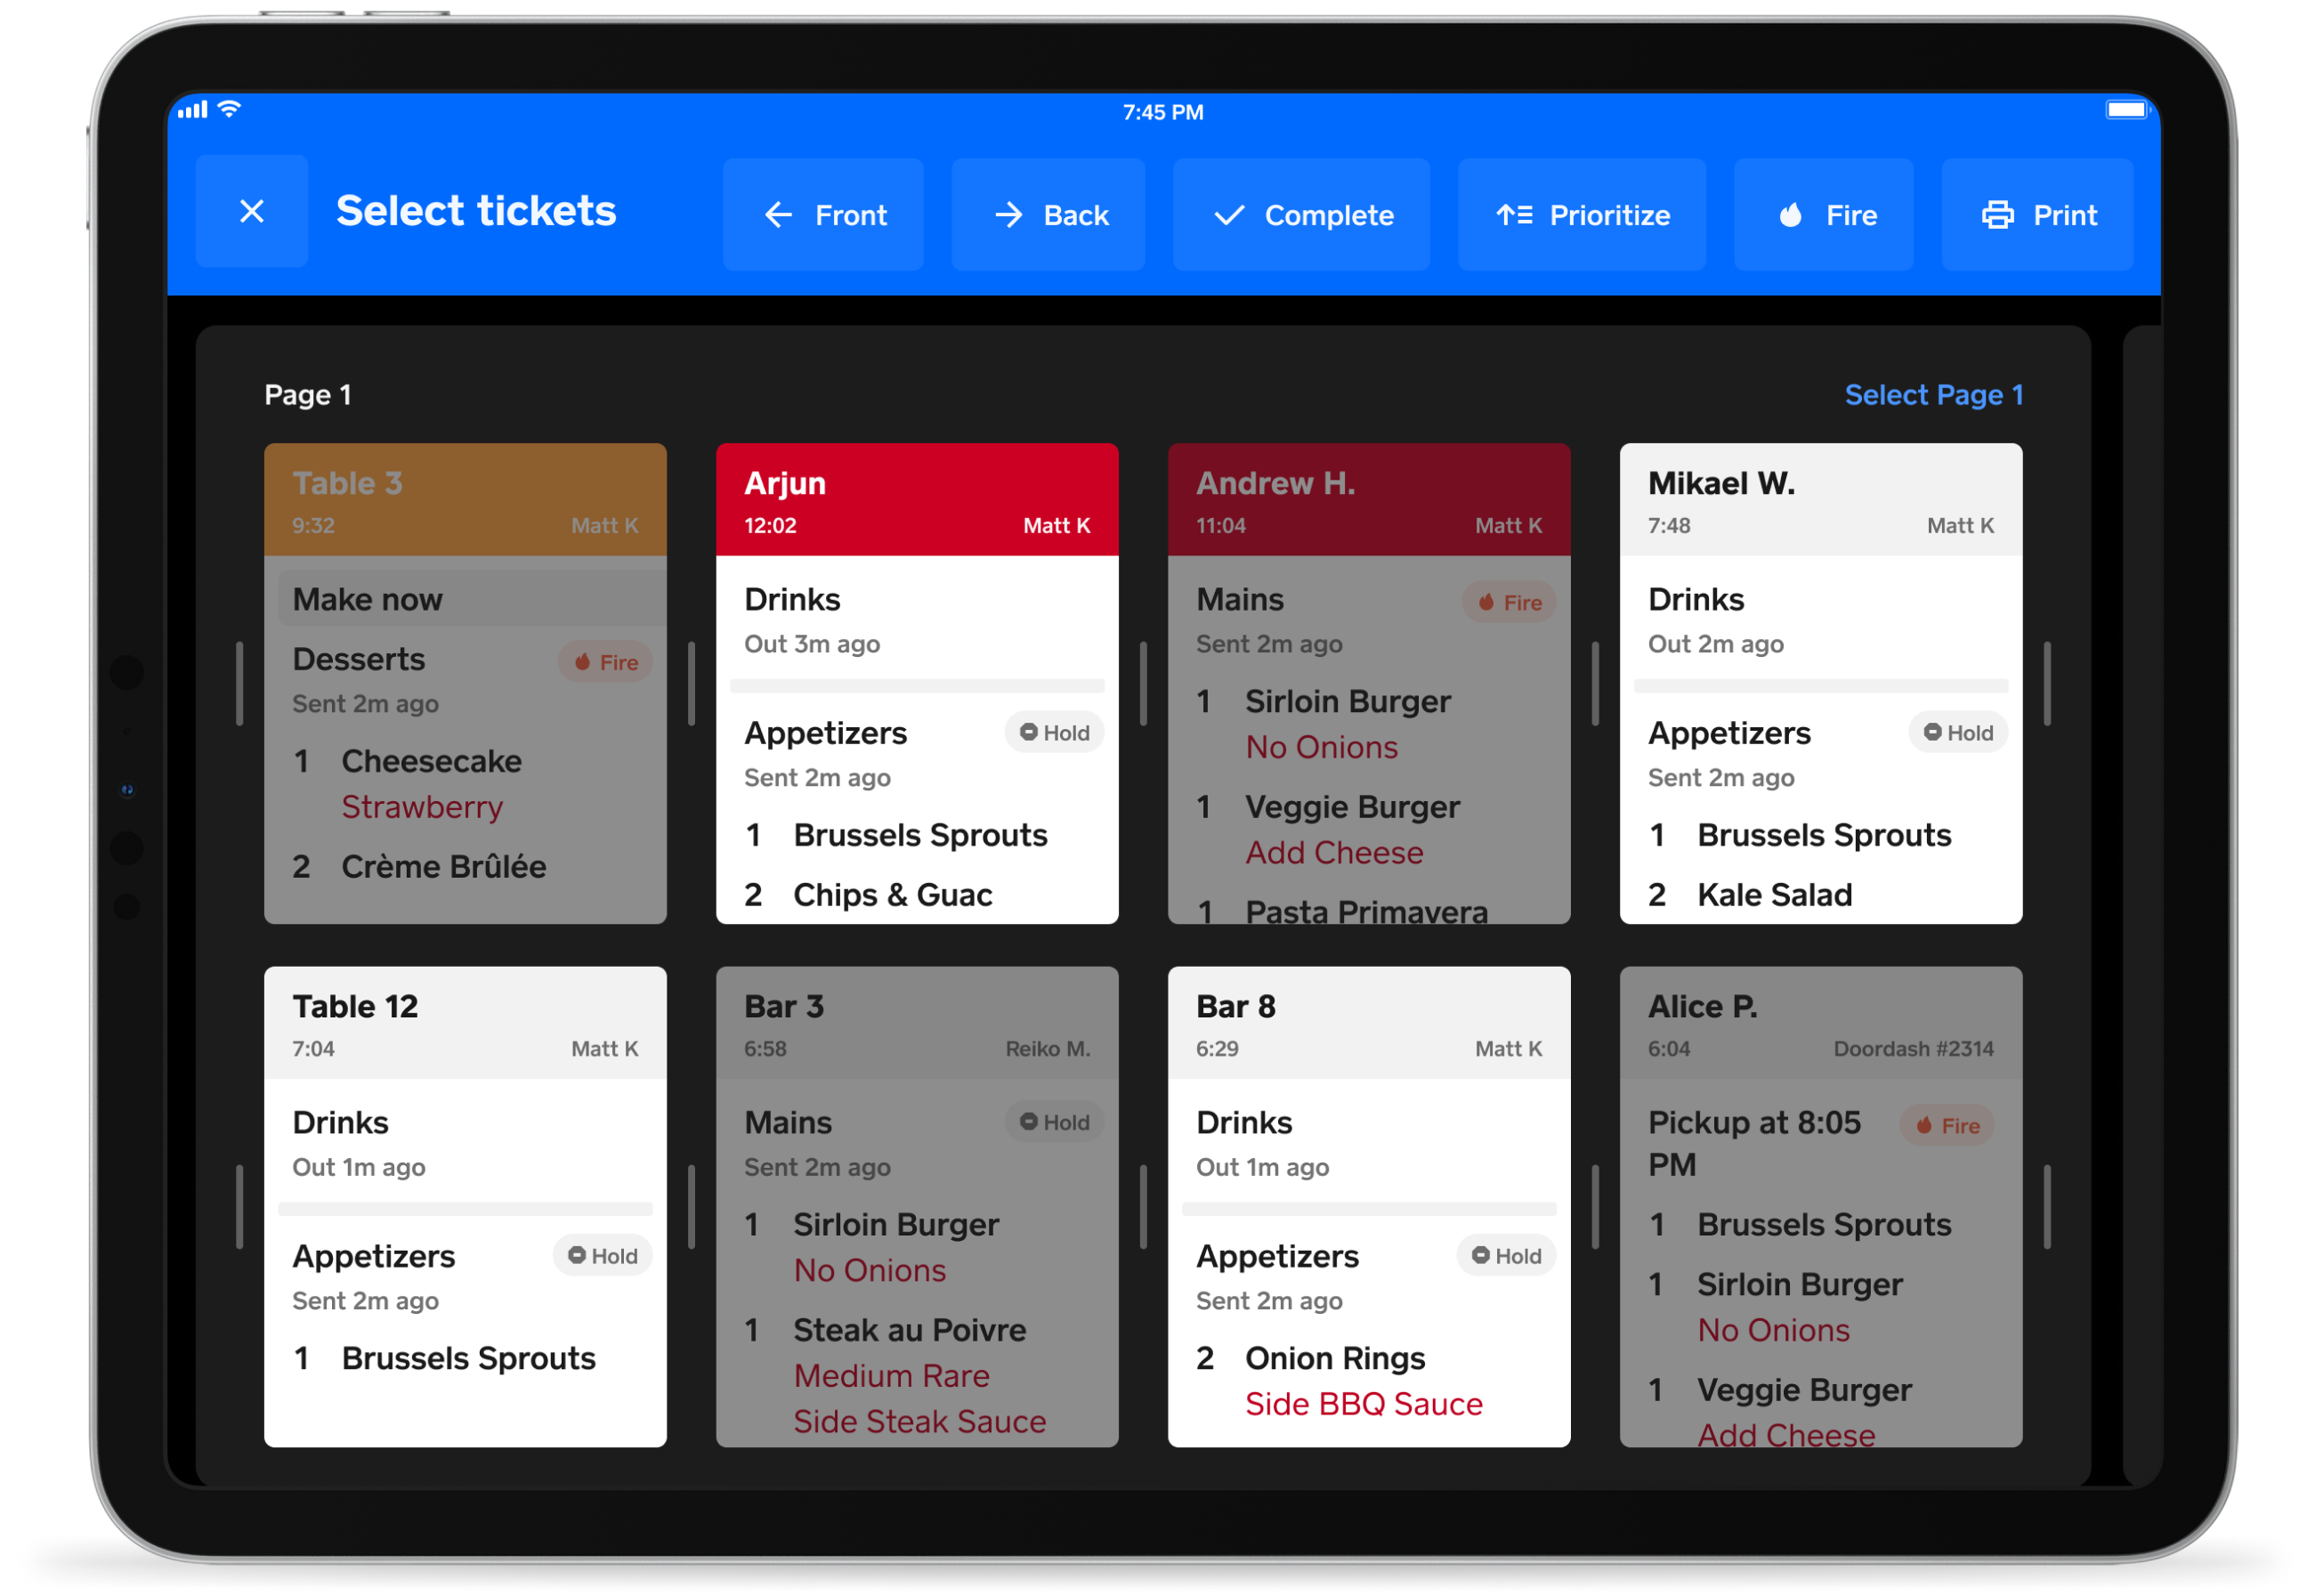 7:45 PM
Select tickets
Front
Back
Complete
Prioritize
Fire
Print
Page 1
Select Page 1
Table 3
9:32 Matt K
Make now
Desserts Fire
Sent 2m ago
1 Cheesecake
Strawberry
2 Crème Brûlée
Arjun
12:02 Matt K
Drinks
Out 3m ago
Appetizers Hold
Sent 2m ago
1 Brussels Sprouts
2 Chips & Guac
Andrew H.
11:04 Matt K
Mains Fire
Sent 2m ago
1 Sirloin Burger
No Onions
1 Veggie Burger
Add Cheese
1 Pasta Primavera
Mikael W.
7:48 Matt K
Drinks
Out 2m ago
Appetizers Hold
Sent 2m ago
1 Brussels Sprouts
2 Kale Salad
Table 12
7:04 Matt K
Drinks
Out 1m ago
Appetizers Hold
Sent 2m ago
1 Brussels Sprouts
Bar 3
6:58 Reiko M.
Mains Hold
Sent 2m ago
1 Sirloin Burger
No Onions
1 Steak au Poivre
Medium Rare
Side Steak Sauce
Bar 8
6:29 Matt K
Drinks
Out 1m ago
Appetizers Hold
Sent 2m ago
2 Onion Rings
Side BBQ Sauce
Alice P.
6:04 Doordash #2314
Pickup at 8:05 Fire
PM
1 Brussels Sprouts
1 Sirloin Burger
No Onions
1 Veggie Burger
Add Cheese